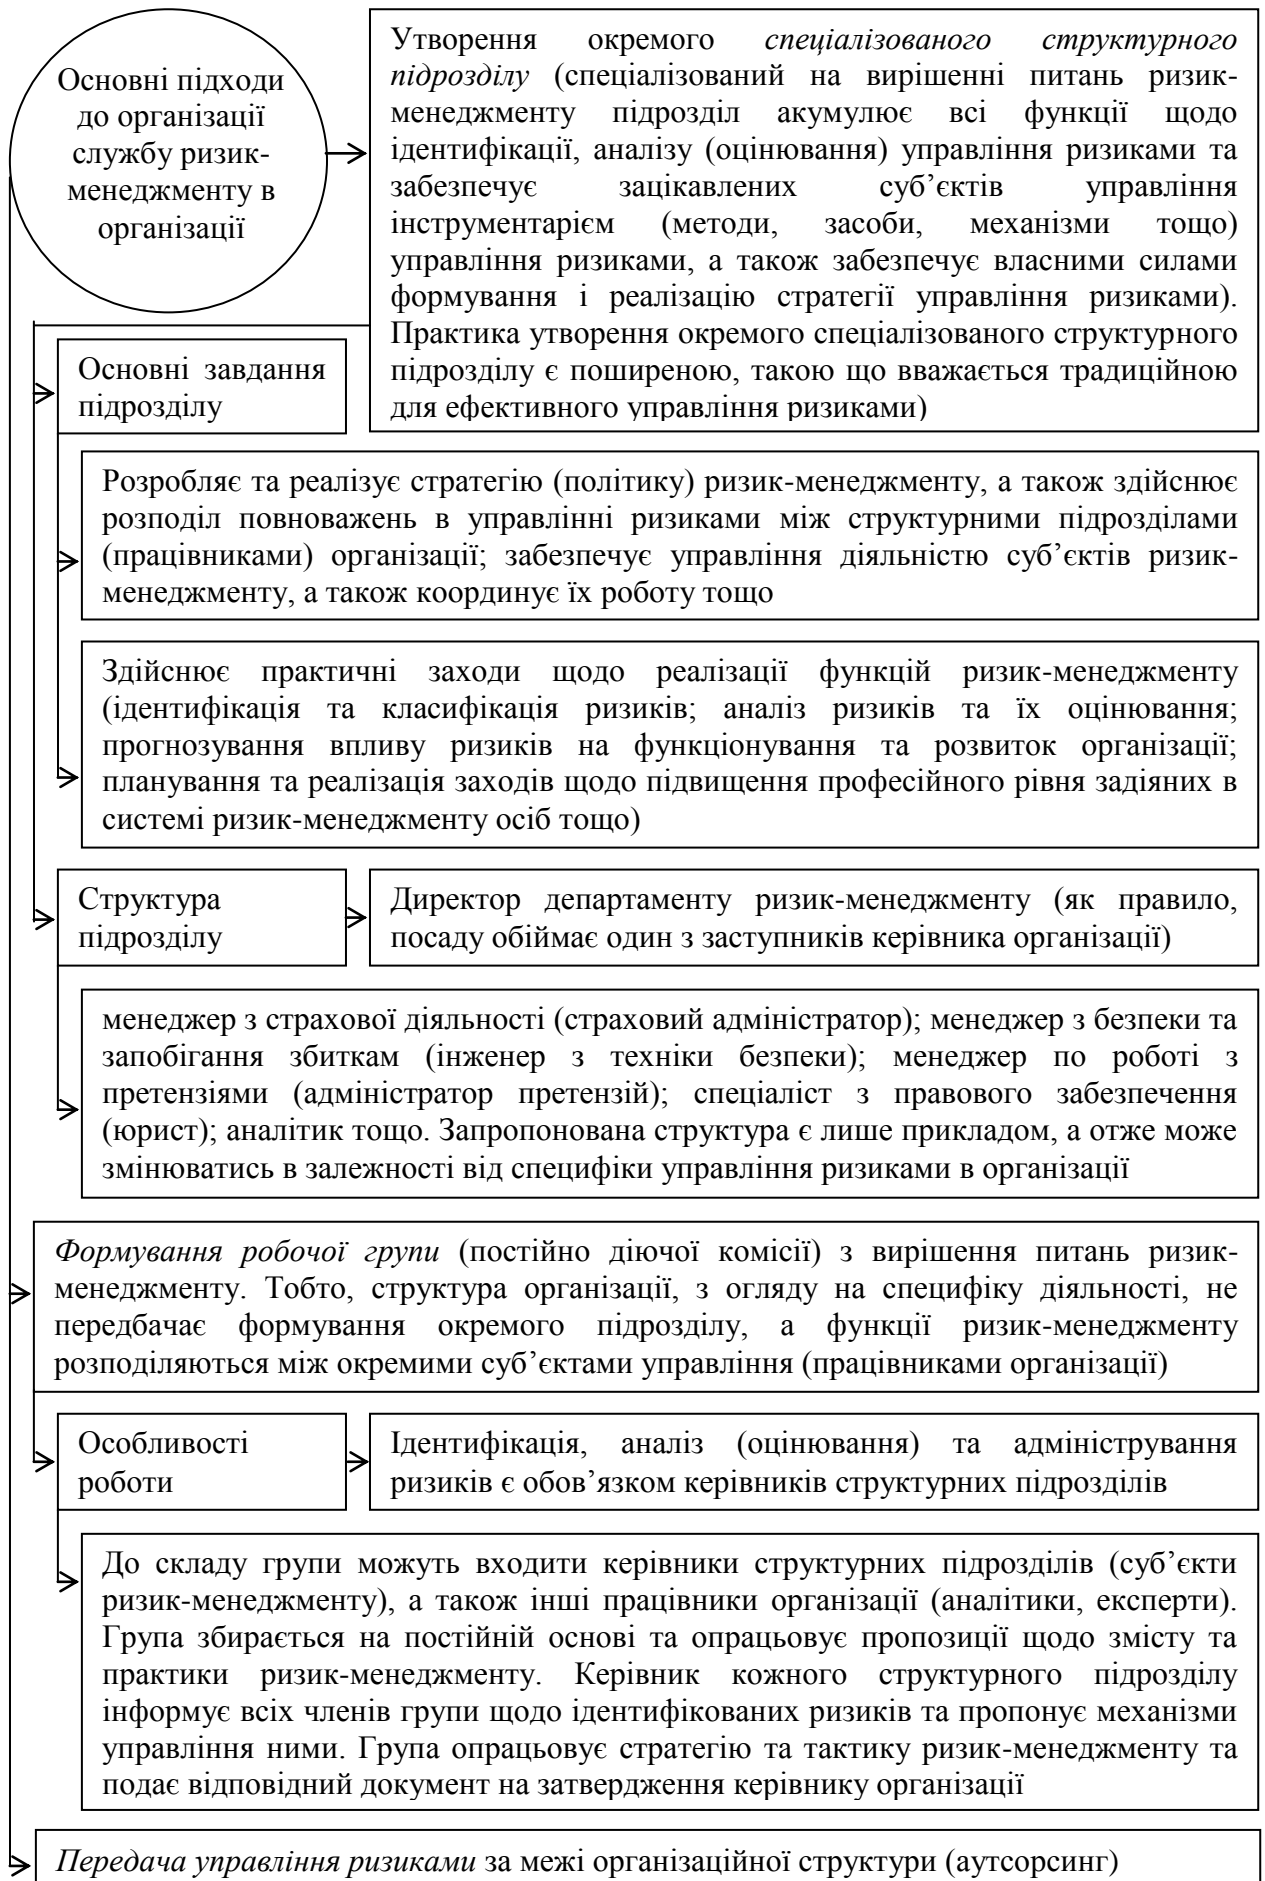 Основні підходи
до організації
службу ризик-
менеджменту в
організації
Утворення окремого спеціалізованого структурного
підрозділу (спеціалізований на вирішенні питань ризик-
менеджменту підрозділ акумулює всі функції щодо
ідентифікації, аналізу (оцінювання) управління ризиками та
забезпечує зацікавлених суб’єктів управління
інструментарієм (методи, засоби, механізми тощо)
управління ризиками, а також забезпечує власними силами
формування і реалізацію стратегії управління ризиками).
Практика утворення окремого спеціалізованого структурного
підрозділу є поширеною, такою що вважається традиційною
для ефективного управління ризиками)
Основні завдання
підрозділу
Розробляє та реалізує стратегію (політику) ризик-менеджменту, а також здійснює
розподіл повноважень в управлінні ризиками між структурними підрозділами
(працівниками) організації; забезпечує управління діяльністю суб’єктів ризик-
менеджменту, а також координує їх роботу тощо
Здійснює практичні заходи щодо реалізації функцій ризик-менеджменту
(ідентифікація та класифікація ризиків; аналіз ризиків та їх оцінювання;
прогнозування впливу ризиків на функціонування та розвиток організації;
планування та реалізація заходів щодо підвищення професійного рівня задіяних в
системі ризик-менеджменту осіб тощо)
Структура
підрозділу
Директор департаменту ризик-менеджменту (як правило,
посаду обіймає один з заступників керівника організації)
менеджер з страхової діяльності (страховий адміністратор); менеджер з безпеки та
запобігання збиткам (інженер з техніки безпеки); менеджер по роботі з
претензіями (адміністратор претензій); спеціаліст з правового забезпечення
(юрист); аналітик тощо. Запропонована структура є лише прикладом, а отже може
змінюватись в залежності від специфіки управління ризиками в організації
Формування робочої групи (постійно діючої комісії) з вирішення питань ризик-
менеджменту. Тобто, структура організації, з огляду на специфіку діяльності, не
передбачає формування окремого підрозділу, а функції ризик-менеджменту
розподіляються між окремими суб’єктами управління (працівниками організації)
Особливості
роботи
Ідентифікація, аналіз (оцінювання) та адміністрування
ризиків є обов’язком керівників структурних підрозділів
До складу групи можуть входити керівники структурних підрозділів (суб’єкти
ризик-менеджменту), а також інші працівники організації (аналітики, експерти).
Група збирається на постійній основі та опрацьовує пропозиції щодо змісту та
практики ризик-менеджменту. Керівник кожного структурного підрозділу
інформує всіх членів групи щодо ідентифікованих ризиків та пропонує механізми
управління ними. Група опрацьовує стратегію та тактику ризик-менеджменту та
подає відповідний документ на затвердження керівнику організації
Передача управління ризиками за межі організаційної структури (аутсорсинг)